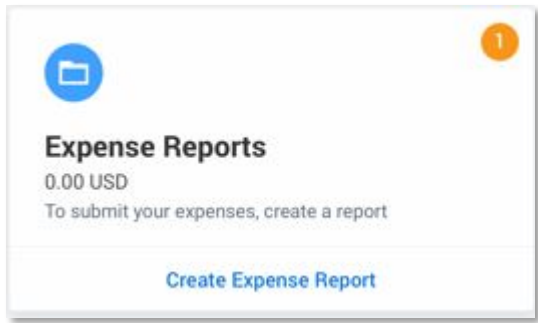 1
Expense Reports
0.00 USD
To submit your expenses, create a report
Create Expense Report